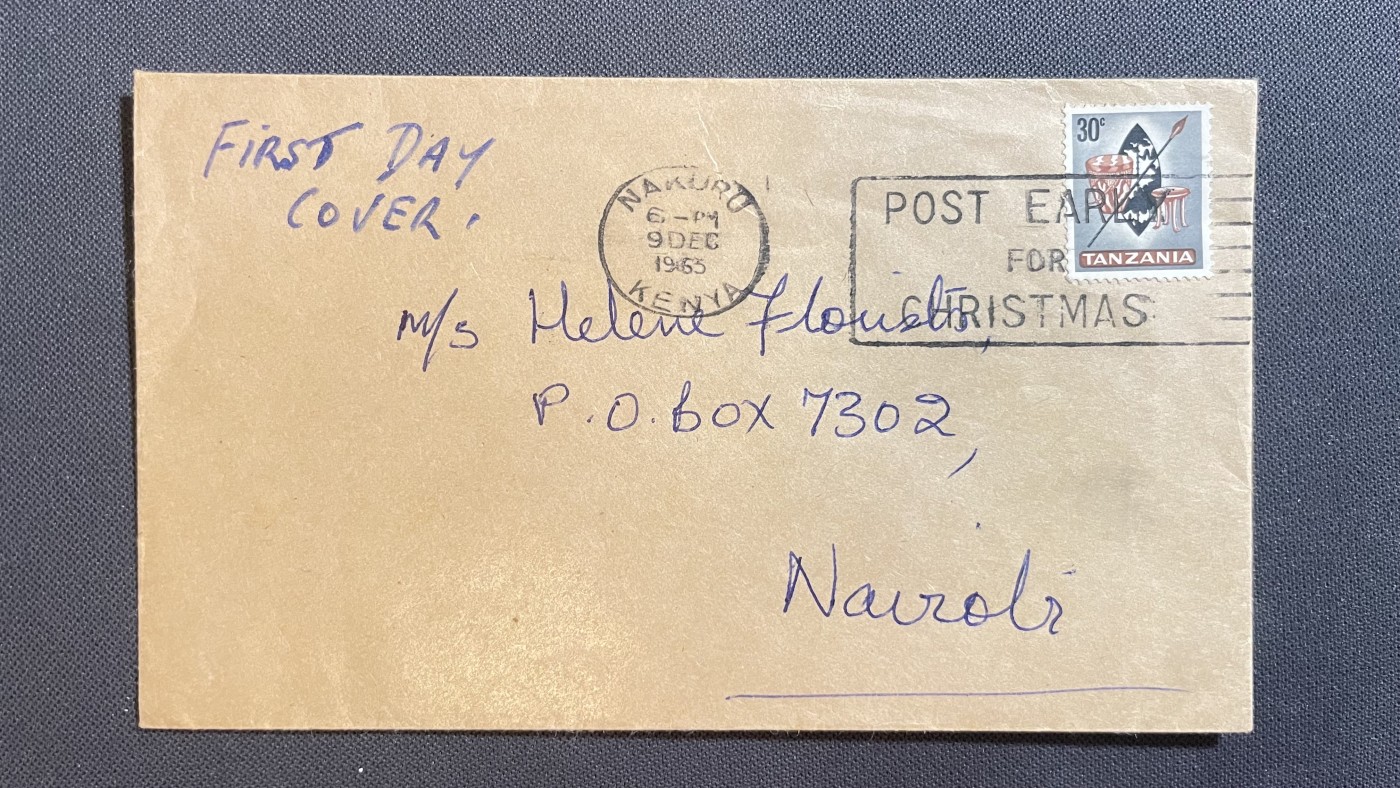 FIRST DAY
COVER.
NAKURU
6 - PM
9 DEC
1965
KENYA
POST EARLY
FOR
CHRISTMAS
30c
TANZANIA
M/s Helene Florists,
P.O. Box 7302,
Nairobi